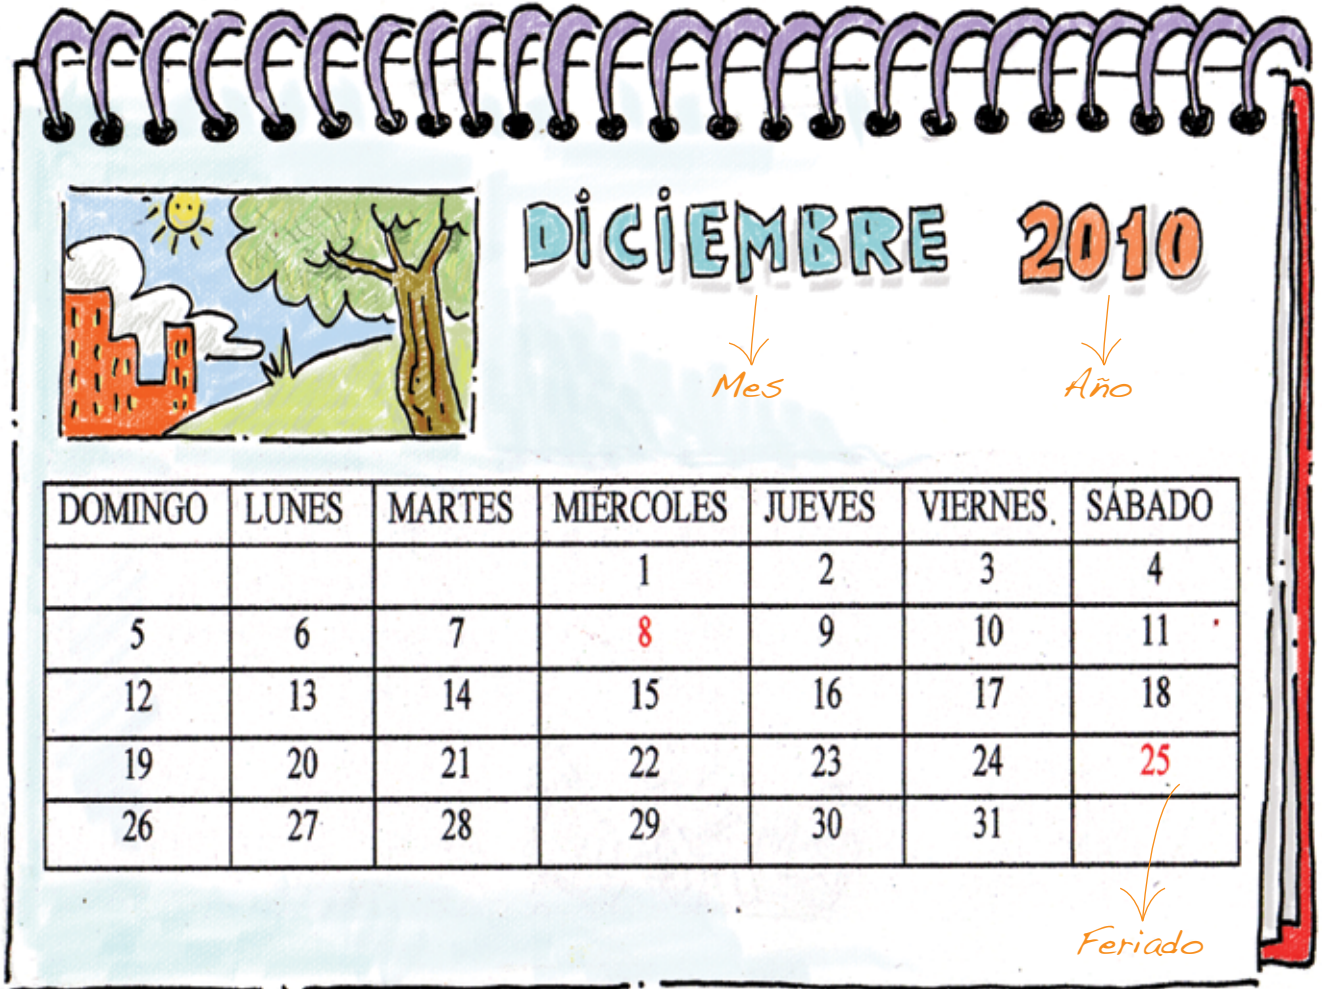 DICIEMBRE 2010
Mes Año
DOMINGO LUNES MARTES MIÉRCOLES JUEVES VIERNES. SÁBADO
1 2 3 4
5 6 7 8 9 10 11
12 13 14 15 16 17 18
19 20 21 22 23 24 25
26 27 28 29 30 31
Feriado